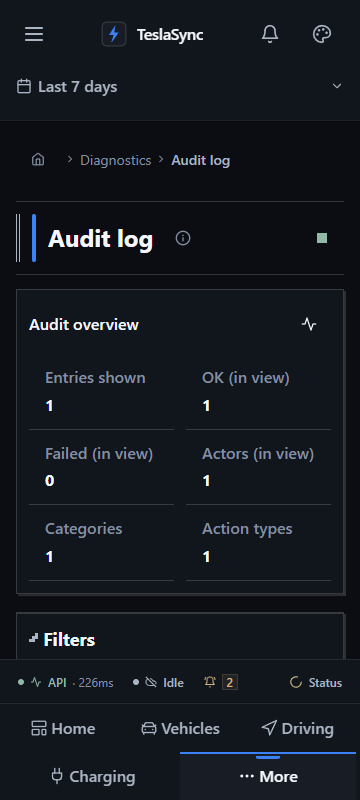 TeslaSync
Last 7 days
Diagnostics
Audit log
Audit log
Audit overview
Entries shown
1
OK (in view)
1
Failed (in view)
0
Actors (in view)
1
Categories
1
Action types
1
Filters
API · 226ms
Idle
2
Status
Home
Vehicles
Driving
Charging
More